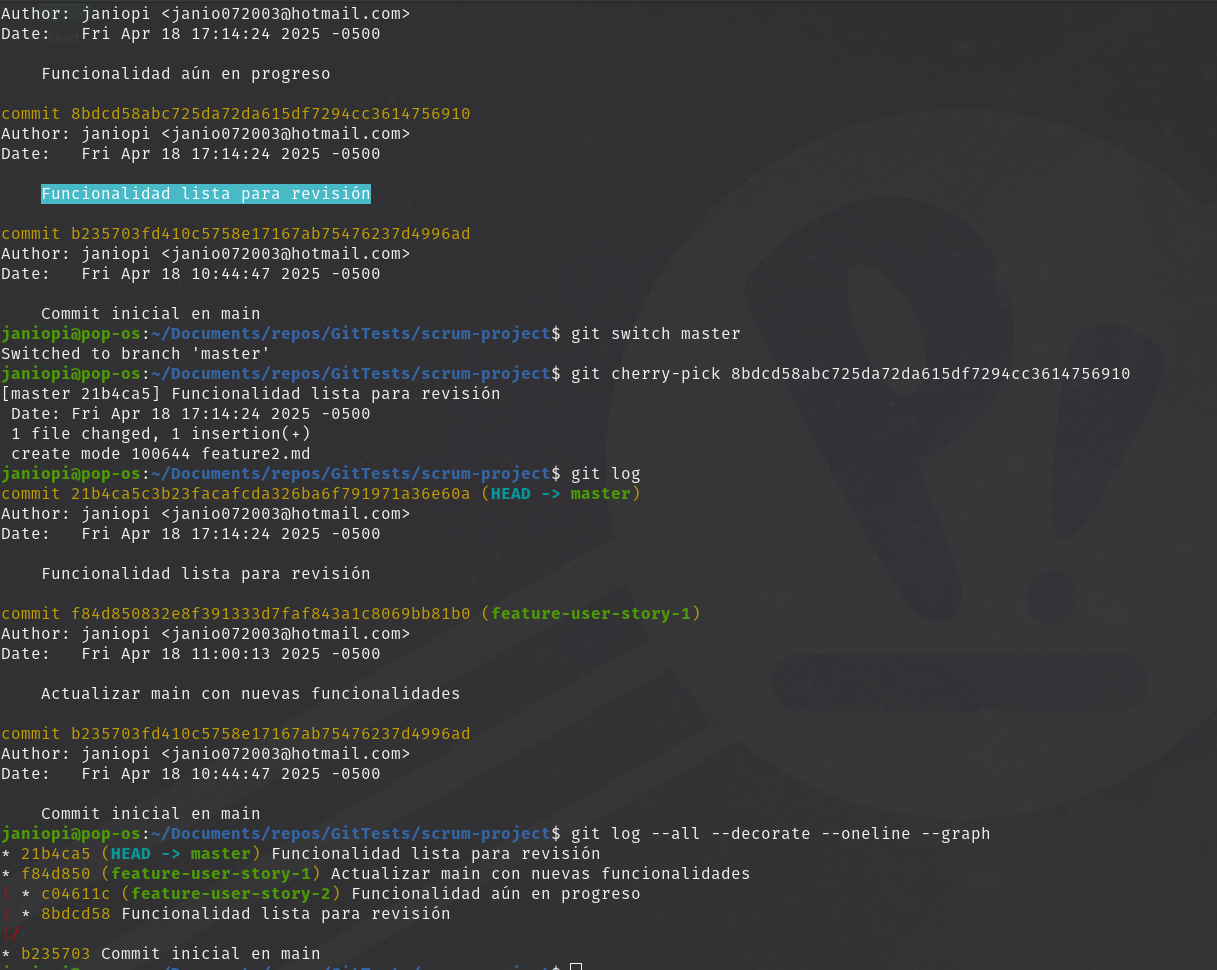 Author: janiopi <janio072003@hotmail.com>
Date:   Fri Apr 18 17:14:24 2025 -0500
    Funcionalidad aún en progreso
commit 8bdcd58abc725da72da615df7294cc3614756910
Author: janiopi <janio072003@hotmail.com>
Date:   Fri Apr 18 17:14:24 2025 -0500
    Funcionalidad lista para revisión
commit b235703fd410c5758e17167ab75476237d4996ad
Author: janiopi <janio072003@hotmail.com>
Date:   Fri Apr 18 10:44:47 2025 -0500
    Commit inicial en main
janiopi@pop-os:~/Documents/repos/GitTests/scrum-project$ git switch master
Switched to branch 'master'
janiopi@pop-os:~/Documents/repos/GitTests/scrum-project$ git cherry-pick 8bdcd58abc725da72da615df7294cc3614756910
[master 21b4ca5] Funcionalidad lista para revisión
 Date: Fri Apr 18 17:14:24 2025 -0500
 1 file changed, 1 insertion(+)
 create mode 100644 feature2.md
janiopi@pop-os:~/Documents/repos/GitTests/scrum-project$ git log
commit 21b4ca5c3b23facafcda326ba6f791971a36e60a (HEAD -> master)
Author: janiopi <janio072003@hotmail.com>
Date:   Fri Apr 18 17:14:24 2025 -0500
    Funcionalidad lista para revisión
commit f84d850832e8f391333d7faf843a1c8069bb81b0 (feature-user-story-1)
Author: janiopi <janio072003@hotmail.com>
Date:   Fri Apr 18 11:00:13 2025 -0500
    Actualizar main con nuevas funcionalidades
commit b235703fd410c5758e17167ab75476237d4996ad
Author: janiopi <janio072003@hotmail.com>
Date:   Fri Apr 18 10:44:47 2025 -0500
    Commit inicial en main
janiopi@pop-os:~/Documents/repos/GitTests/scrum-project$ git log --all --decorate --oneline --graph
* 21b4ca5 (HEAD -> master) Funcionalidad lista para revisión
* f84d850 (feature-user-story-1) Actualizar main con nuevas funcionalidades
| * c04611c (feature-user-story-2) Funcionalidad aún en progreso
| * 8bdcd58 Funcionalidad lista para revisión
|/
* b235703 Commit inicial en main